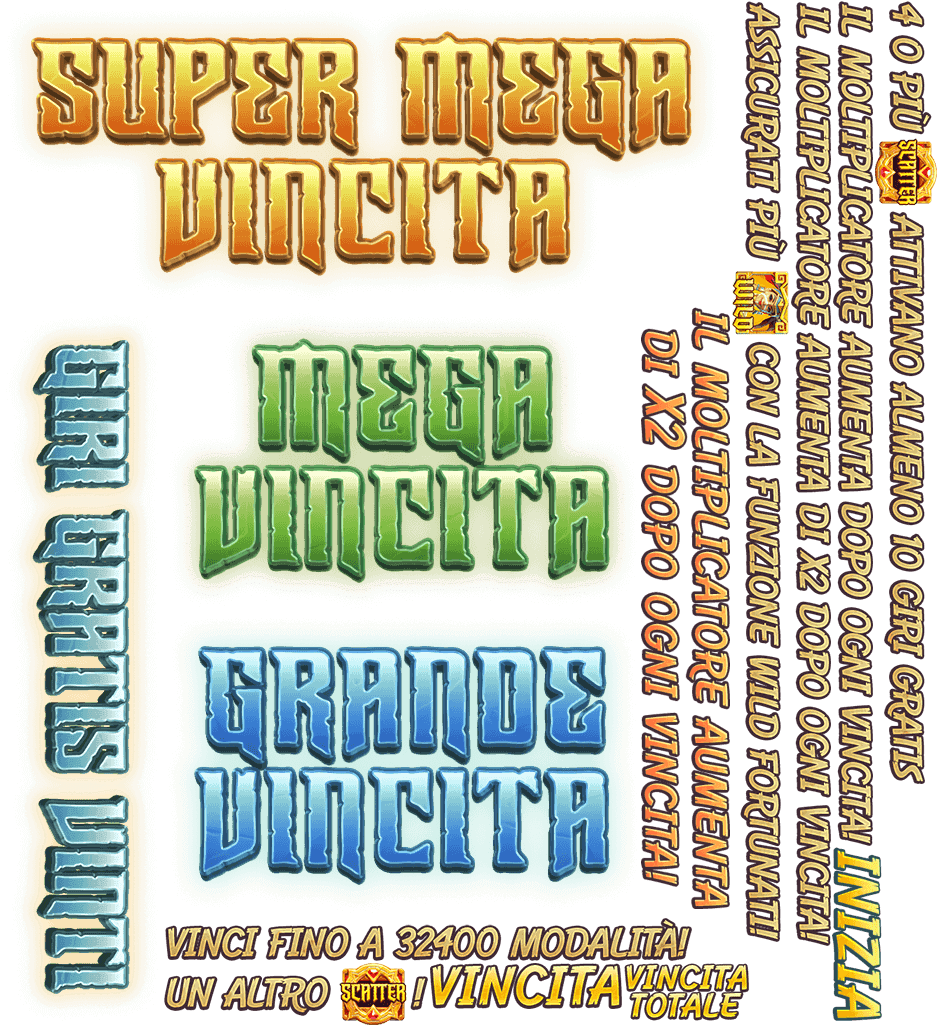 SUPER MEGA
VINCITA
MEGA
VINCITA
GRANDE
VINCITA
GIRI GRATIS VINTI
4 O PIÙ SCATTER ATTIVANO ALMENO 10 GIRI GRATIS
IL MOLTIPLICATORE AUMENTA DOPO OGNI VINCITA!
IL MOLTIPLICATORE AUMENTA DI X2 DOPO OGNI VINCITA!
ASSICURATI PIÙ WILD CON LA FUNZIONE WILD FORTUNATI!
IL MOLTIPLICATORE AUMENTA
DI X2 DOPO OGNI VINCITA!
INIZIA
VINCI FINO A 32400 MODALITÀ!
UN ALTRO SCATTER !
VINCITA
VINCITA
TOTALE